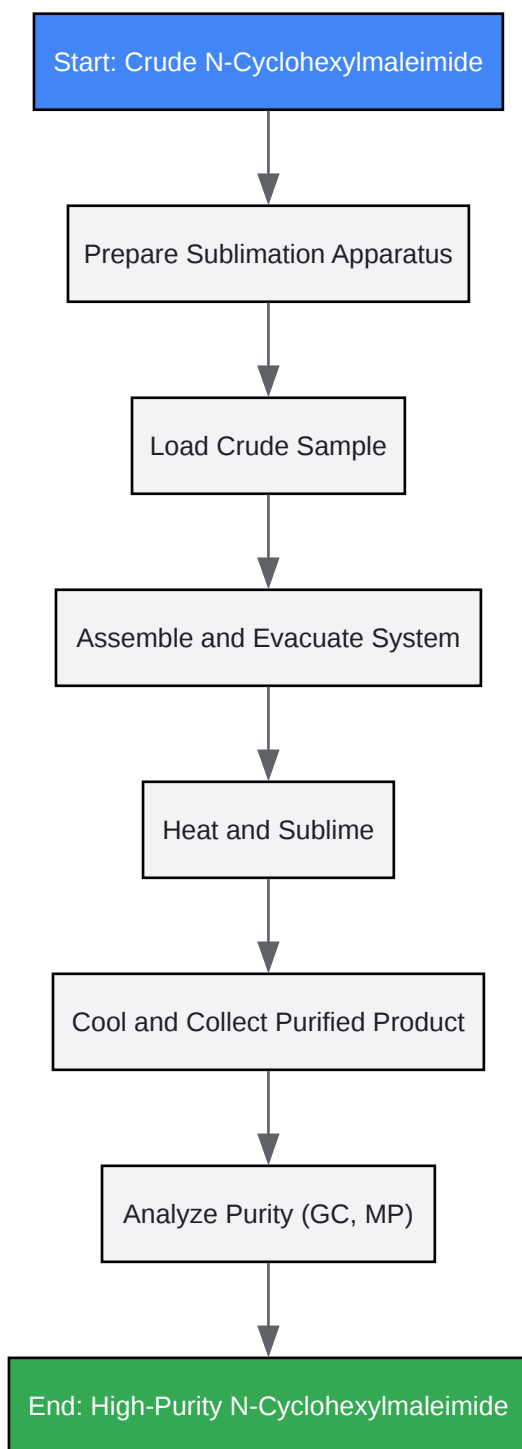 Start: Crude N-Cyclohexylmaleimide
Prepare Sublimation Apparatus
Load Crude Sample
Assemble and Evacuate System
Heat and Sublime
Cool and Collect Purified Product
Analyze Purity (GC, MP)
End: High-Purity N-Cyclohexylmaleimide